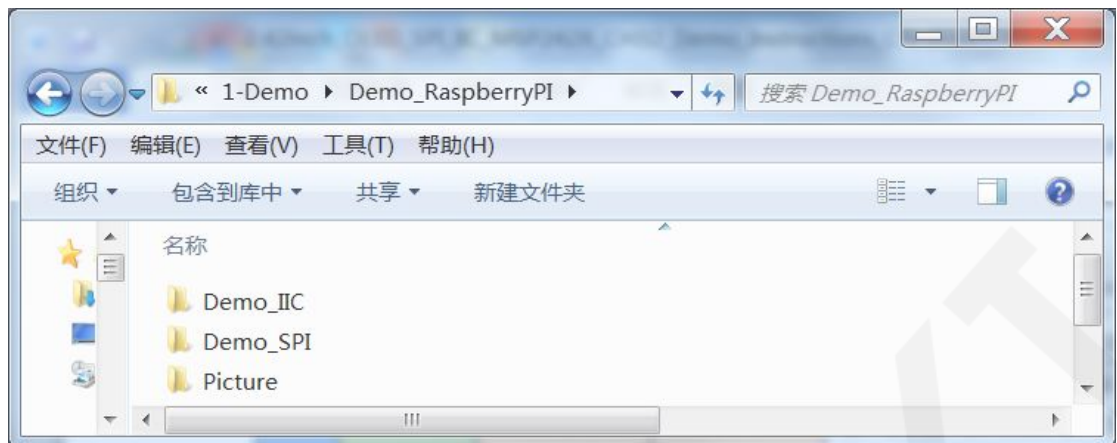 « 1-Demo ▸ Demo_RaspberryPI ▸ 搜索 Demo_RaspberryPI
文件(F) 编辑(E) 查看(V) 工具(T) 帮助(H)
组织 包含到库中 共享 新建文件夹
名称
Demo_IIC
Demo_SPI
Picture